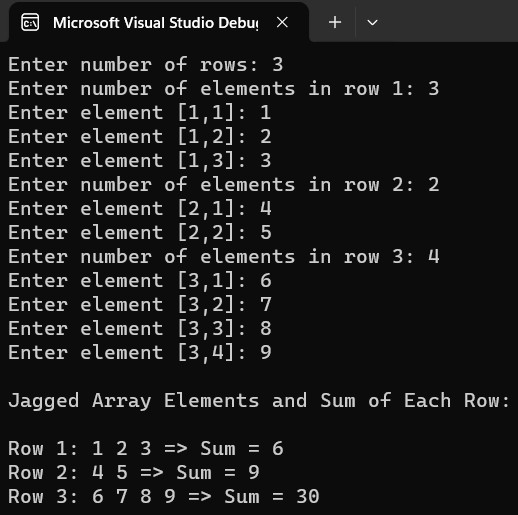 Microsoft Visual Studio Debu
Enter number of rows: 3
Enter number of elements in row 1: 3
Enter element [1,1]: 1
Enter element [1,2]: 2
Enter element [1,3]: 3
Enter number of elements in row 2: 2
Enter element [2,1]: 4
Enter element [2,2]: 5
Enter number of elements in row 3: 4
Enter element [3,1]: 6
Enter element [3,2]: 7
Enter element [3,3]: 8
Enter element [3,4]: 9
Jagged Array Elements and Sum of Each Row:
Row 1: 1 2 3 => Sum = 6
Row 2: 4 5 => Sum = 9
Row 3: 6 7 8 9 => Sum = 30